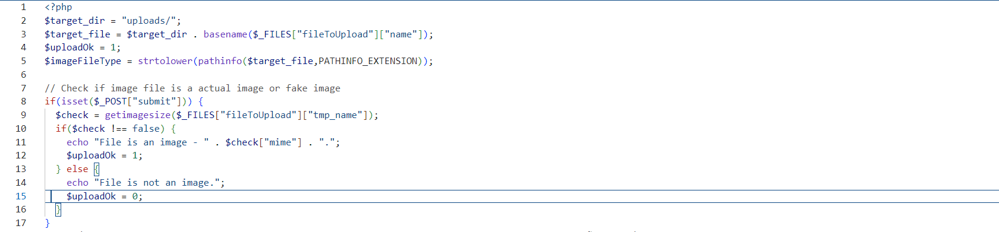 1 <?php
2 $target_dir = "uploads/";
3 $target_file = $target_dir . basename($_FILES["fileToUpload"]["name"]);
4 $uploadOk = 1;
5 $imageFileType = strtolower(pathinfo($target_file,PATHINFO_EXTENSION));
6
7 // Check if image file is a actual image or fake image
8 if(isset($_POST["submit"])) {
9   $check = getimagesize($_FILES["fileToUpload"]["tmp_name"]);
10   if($check !== false) {
11     echo "File is an image - " . $check["mime"] . ".";
12     $uploadOk = 1;
13   } else {
14     echo "File is not an image.";
15     $uploadOk = 0;
16   }
17 }